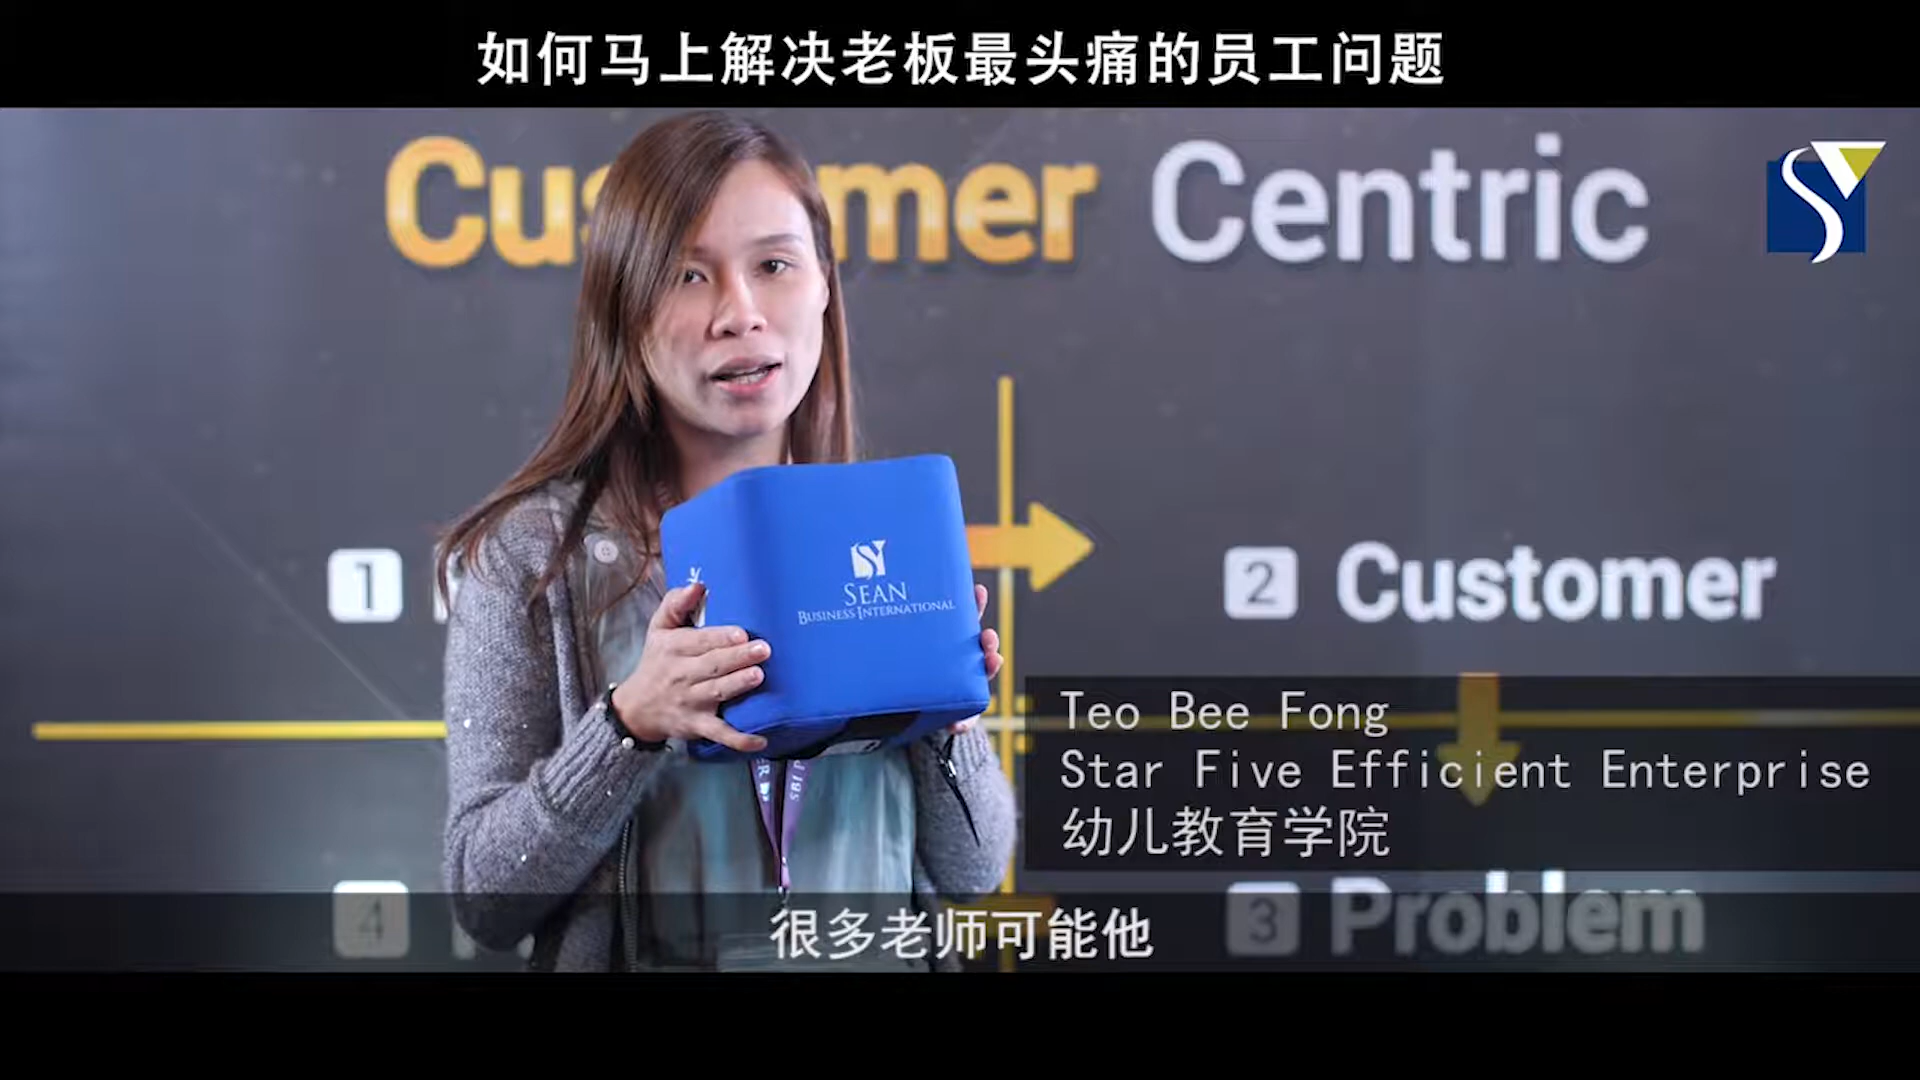 如何马上解决老板最头痛的员工问题
Customer Centric
1
2 Customer
SEAN
BUSINESS INTERNATIONAL
Teo Bee Fong
Star Five Efficient Enterprise
幼儿教育学院
4
3 Problem
很多老师可能他